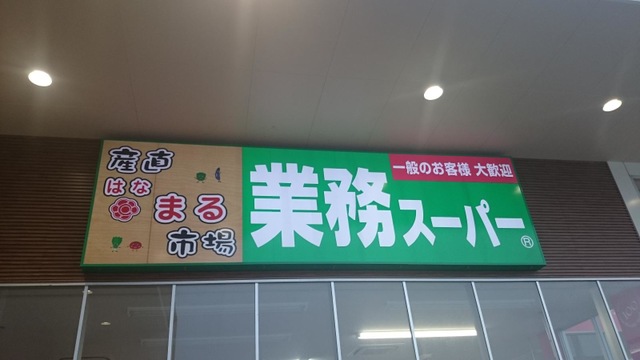 産直
はな
まる
市場
一般のお客様 大歓迎
業務スーパー
®